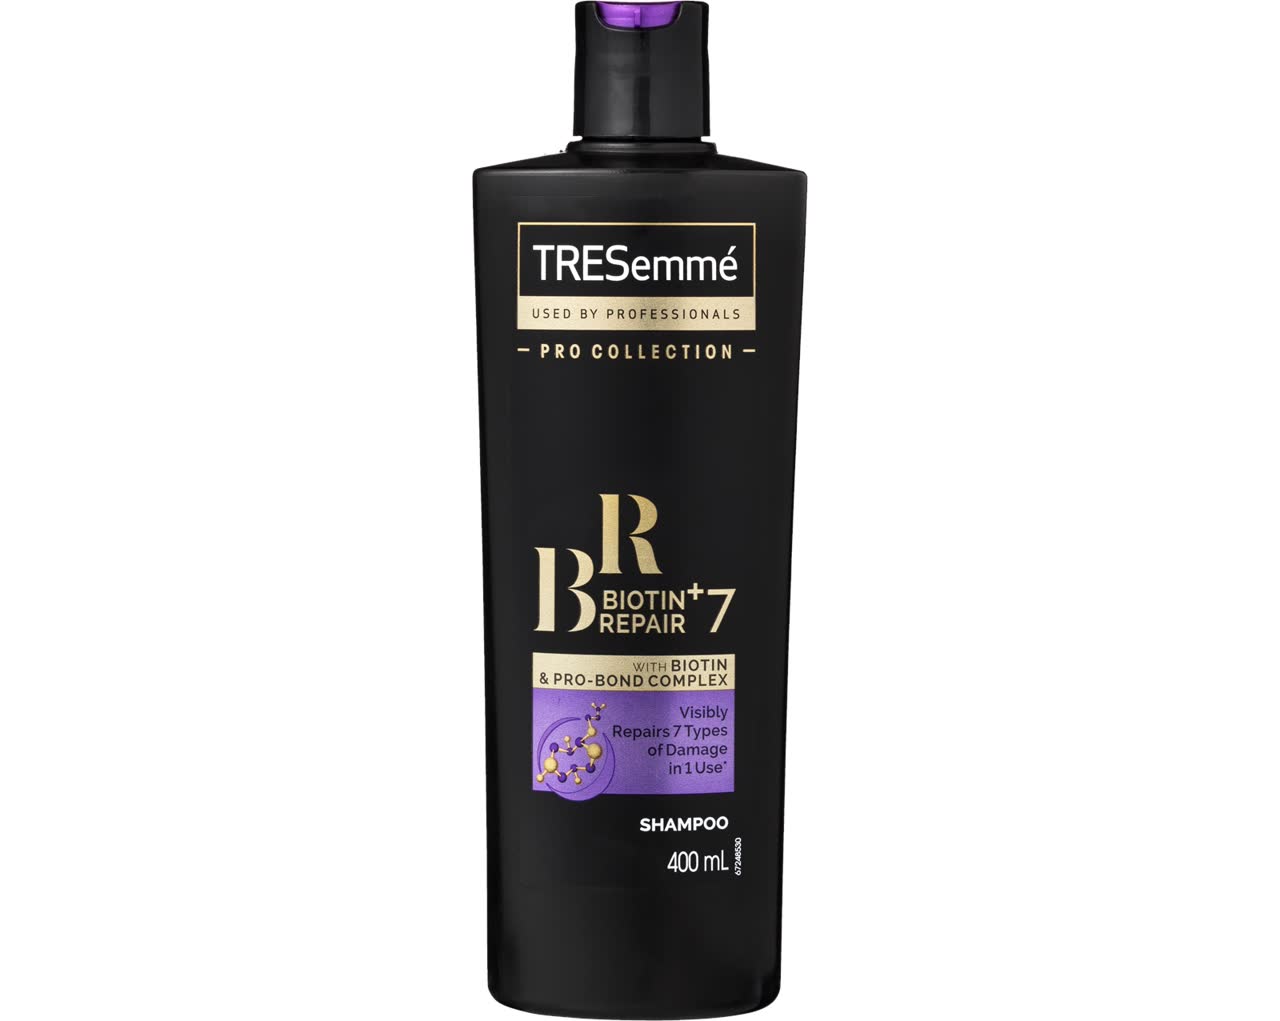 TRESemmé
USED BY PROFESSIONALS
– PRO COLLECTION –
BR
BIOTIN+7
REPAIR
WITH BIOTIN
& PRO-BOND COMPLEX
Visibly
Repairs 7 Types
of Damage
in 1 Use*
SHAMPOO
400 mL
67248530